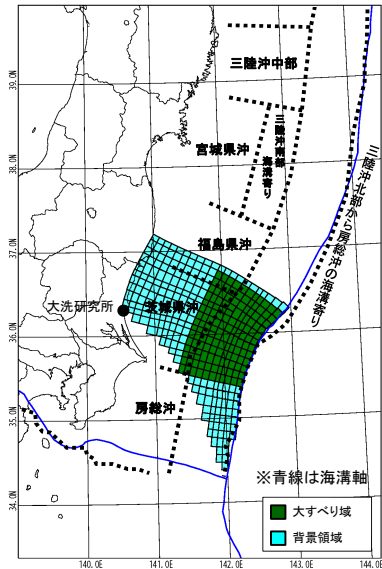 三陸沖中部
宮城県沖
三陸沖南部
海溝寄り
三陸沖北部から房総沖の海溝寄り
福島県沖
大洗研究所
茨城県沖
房総沖
※青線は海溝軸
大すべり域
背景領域
39.0N
38.0N
37.0N
36.0N
35.0N
34.0N
140.0E
141.0E
142.0E
143.0E
144.0E